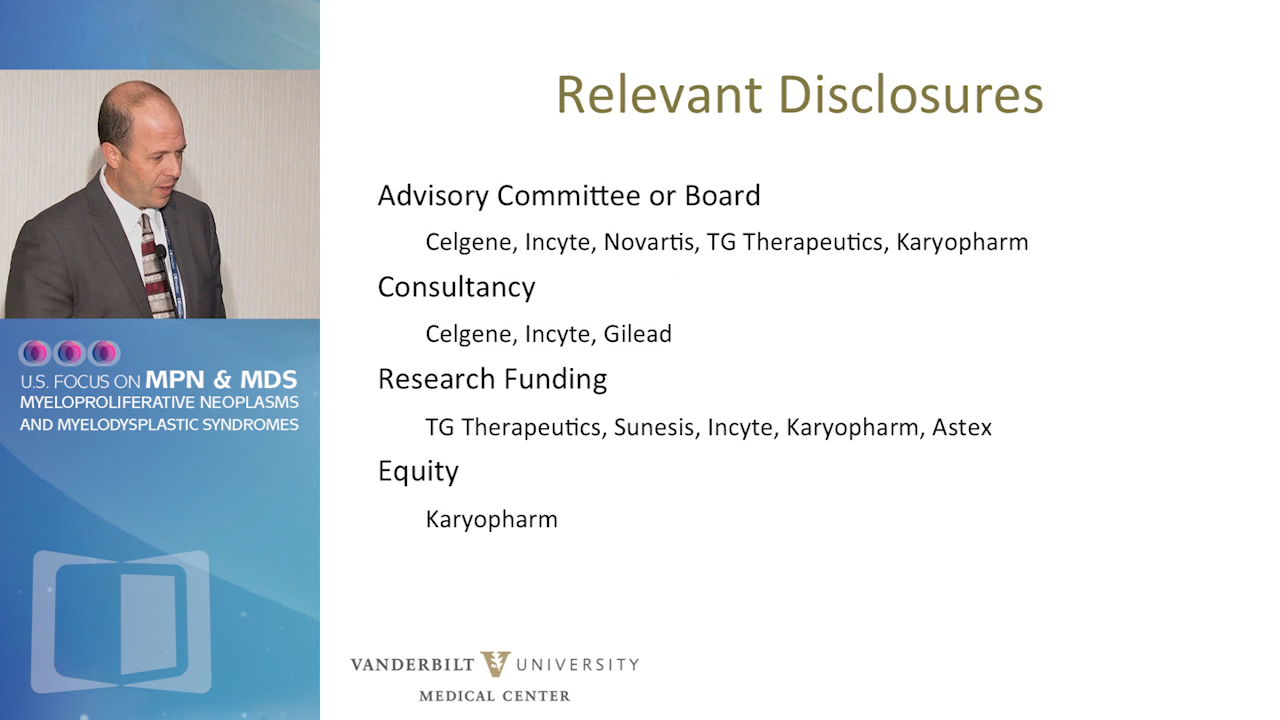 Relevant Disclosures
Advisory Committee or Board
Celgene, Incyte, Novartis, TG Therapeutics, Karyopharm
Consultancy
Celgene, Incyte, Gilead
Research Funding
TG Therapeutics, Sunesis, Incyte, Karyopharm, Astex
Equity
Karyopharm
VANDERBILT UNIVERSITY
MEDICAL CENTER
U.S. FOCUS ON MPN & MDS
MYELOPROLIFERATIVE NEOPLASMS
AND MYELODYSPLASTIC SYNDROMES